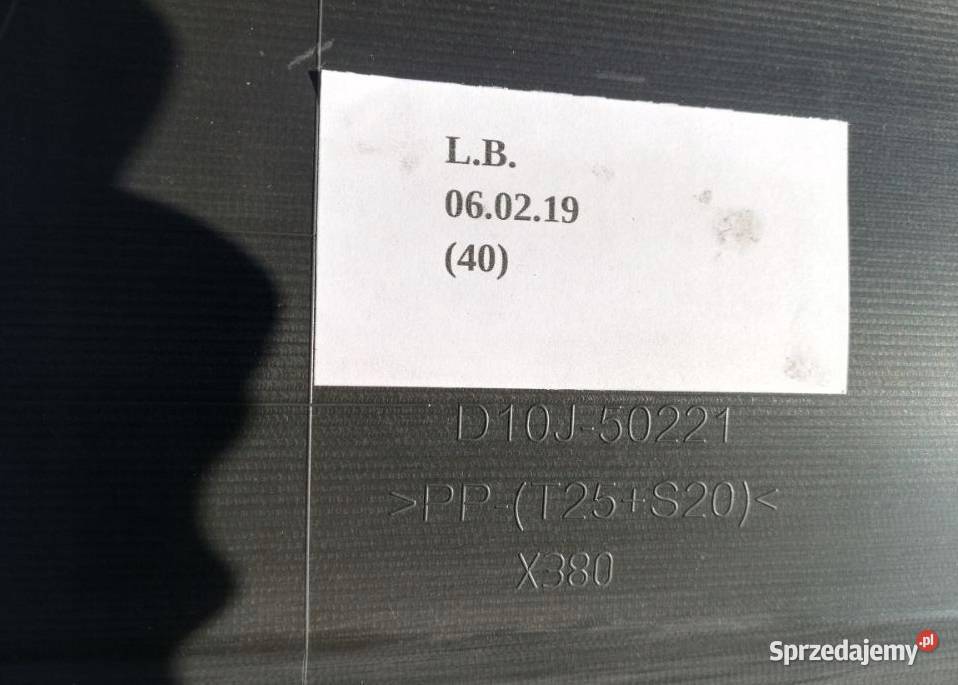 L.B.
06.02.19
(40)
D10J-50221
>PP-(T25+S20)<
X380
Sprzedajemy.pl